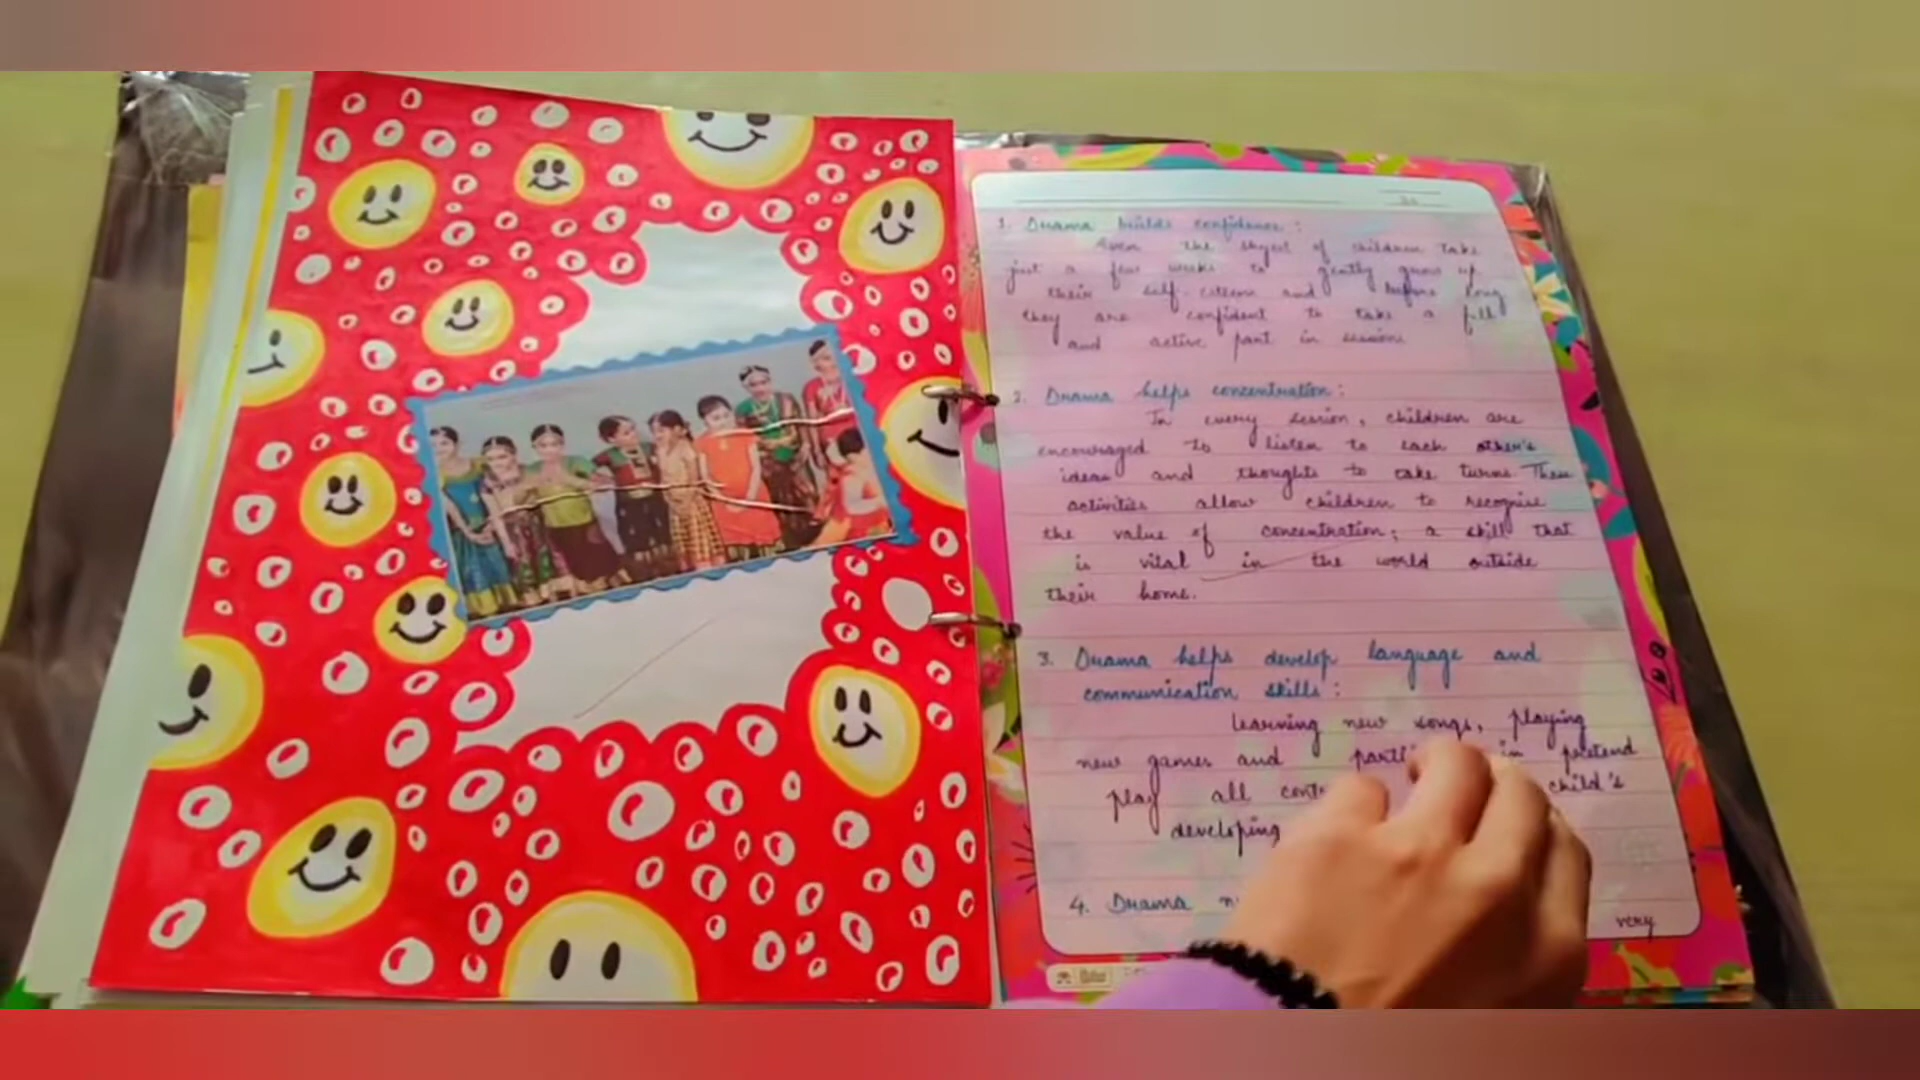 1. Drama builds confidence :
Even the shyest of children take
just a few weeks to gently grow up
their self-esteem and before long
they are confident to take a full
and active part in session
2. Drama helps concentration :
In every session, children are
encouraged to listen to each other's
ideas and thoughts to take turns These
activities allow children to recognise
the value of concentration; a skill that
is vital in the world outside
their home.
3. Drama helps develop language and
communication skills :
Learning new songs, playing
new games and in pretend
play all child's
developing
4. Drama
very